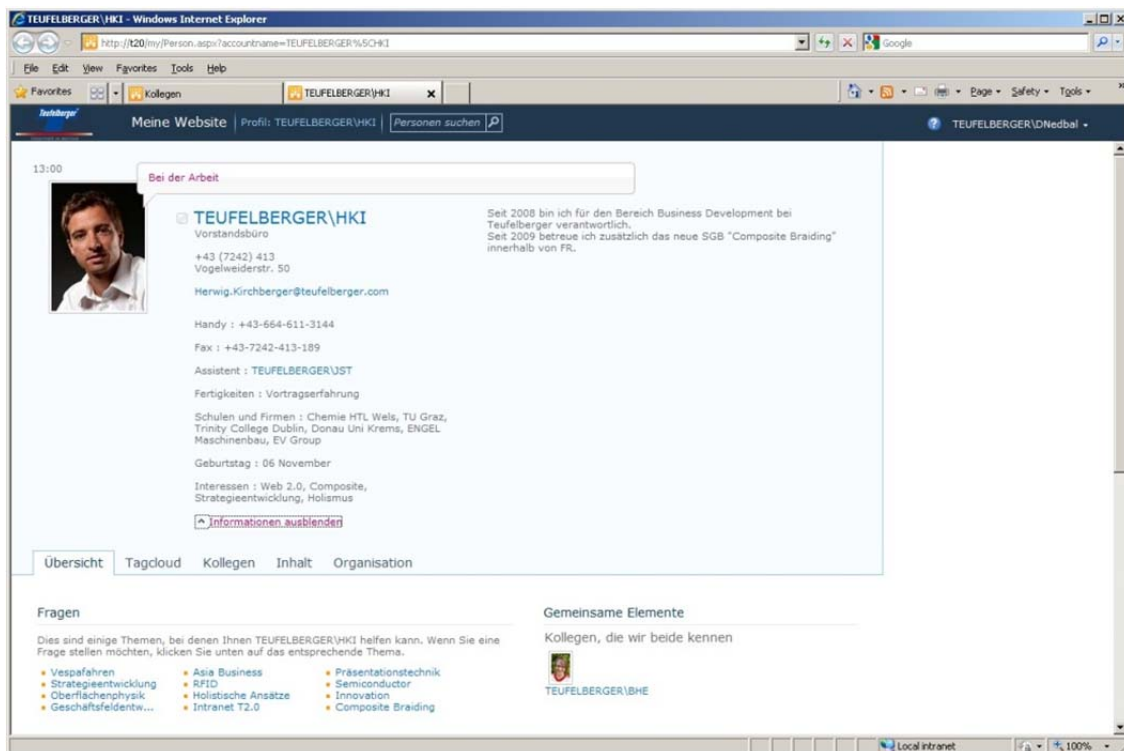 TEUFELBERGER\HKI - Windows Internet Explorer
http://t20/my/Person.aspx?accountname=TEUFELBERGER%5CHKI
Google
File Edit View Favorites Tools Help
Favorites
Kollegen
TEUFELBERGER\HKI
Page Safety Tools
Teufelberger
Meine Website
Profil: TEUFELBERGER\HKI
Personen suchen
TEUFELBERGER\DNedbal
13:00
Bei der Arbeit
TEUFELBERGER\HKI
Vorstandsbüro
+43 (7242) 413
Vogelweiderstr. 50
Herwig.Kirchberger@teufelberger.com
Handy : +43-664-611-3144
Fax : +43-7242-413-189
Assistent : TEUFELBERGER\JST
Fertigkeiten : Vortragserfahrung
Schulen und Firmen : Chemie HTL Wels, TU Graz,
Trinity College Dublin, Donau Uni Krems, ENGEL
Maschinenbau, EV Group
Geburtstag : 06 November
Interessen : Web 2.0, Composite,
Strategieentwicklung, Holismus
Informationen ausblenden
Seit 2008 bin ich für den Bereich Business Development bei
Teufelberger verantwortlich.
Seit 2009 betreue ich zusätzlich das neue SGB "Composite Braiding"
innerhalb von FR.
Übersicht Tagcloud Kollegen Inhalt Organisation
Fragen
Dies sind einige Themen, bei denen Ihnen TEUFELBERGER\HKI helfen kann. Wenn Sie eine
Frage stellen möchten, klicken Sie unten auf das entsprechende Thema.
Vespafahren
Strategieentwicklung
Oberflächenphysik
Geschäftsfeldentw...
Asia Business
RFID
Holistische Ansätze
Intranet T2.0
Präsentationstechnik
Semiconductor
Innovation
Composite Braiding
Gemeinsame Elemente
Kollegen, die wir beide kennen
TEUFELBERGER\BHE
Local intranet
100%